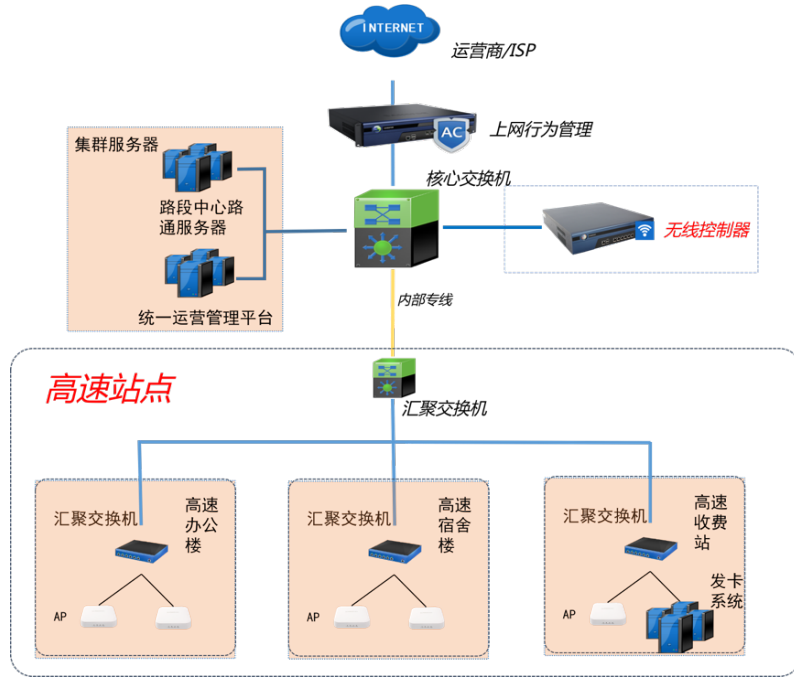 INTERNET
运营商/ISP
AC
上网行为管理
集群服务器
核心交换机
路段中心路
通服务器
无线控制器
统一运营管理平台
内部专线
高速站点
汇聚交换机
汇聚交换机
高速
办公
楼
AP
汇聚交换机
高速
宿舍
楼
AP
汇聚交换机
高速
收费
站
AP
发卡
系统